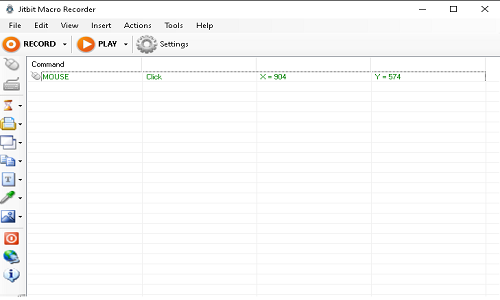 Jitbit Macro Recorder
File Edit View Insert Actions Tools Help
RECORD PLAY Settings
Command
MOUSE Click X = 904 Y = 574